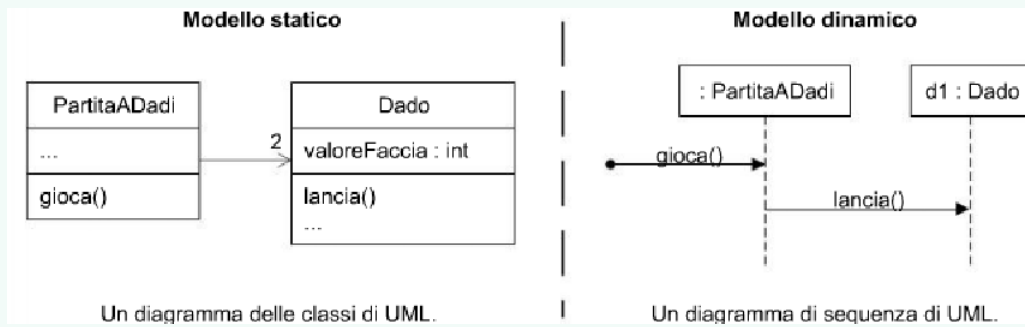 Modello statico
PartitaADadi
...
gioca()
2
Dado
valoreFaccia : int
lancia()
...
Un diagramma delle classi di UML.
Modello dinamico
: PartitaADadi
d1 : Dado
gioca()
lancia()
Un diagramma di sequenza di UML.